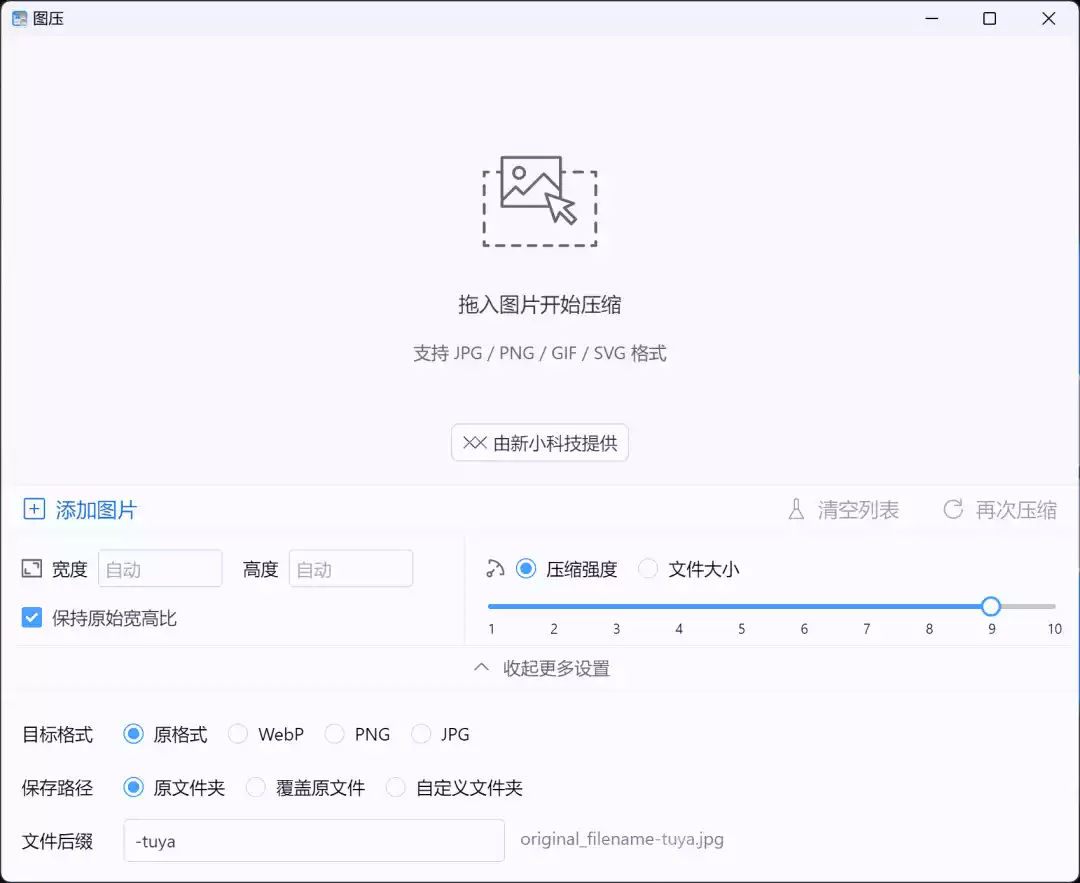 图压
拖入图片开始压缩
支持 JPG / PNG / GIF / SVG 格式
由新小科技提供
添加图片 清空列表 再次压缩
宽度 自动 高度 自动 压缩强度 文件大小
保持原始宽高比
1 2 3 4 5 6 7 8 9 10
收起更多设置
目标格式 原格式 WebP PNG JPG
保存路径 原文件夹 覆盖原文件 自定义文件夹
文件后缀 -tuya original_filename-tuya.jpg